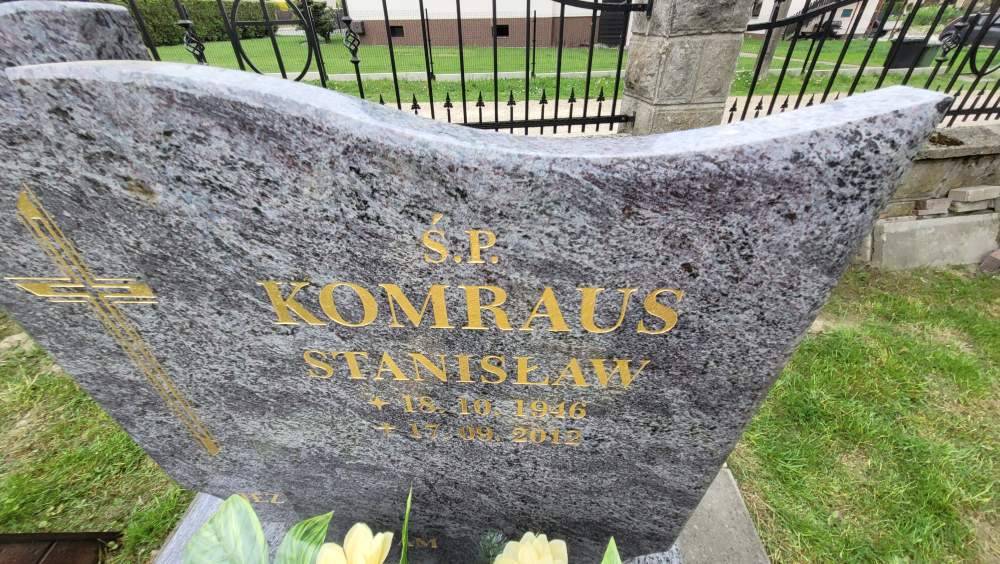 Ś.P.
KOMRAUS
STANISŁAW
* 18. 10. 1946
+ 17. 09. 2012